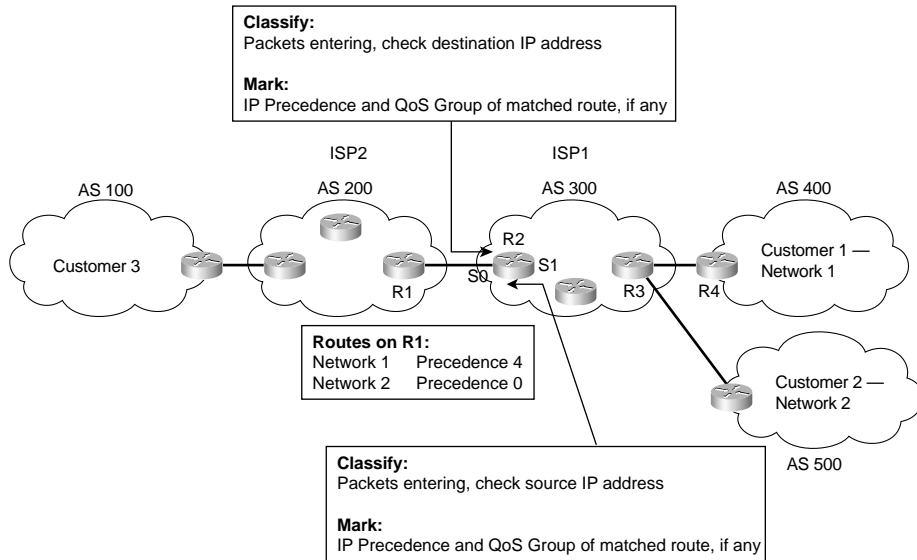 Classify:
Packets entering, check destination IP address
Mark:
IP Precedence and QoS Group of matched route, if any
ISP2
ISP1
AS 100
AS 200
AS 300
AS 400
Customer 3
R1
S0
R2
S1
R3
R4
Customer 1 —
Network 1
Routes on R1:
Network 1 Precedence 4
Network 2 Precedence 0
Customer 2 —
Network 2
AS 500
Classify:
Packets entering, check source IP address
Mark:
IP Precedence and QoS Group of matched route, if any